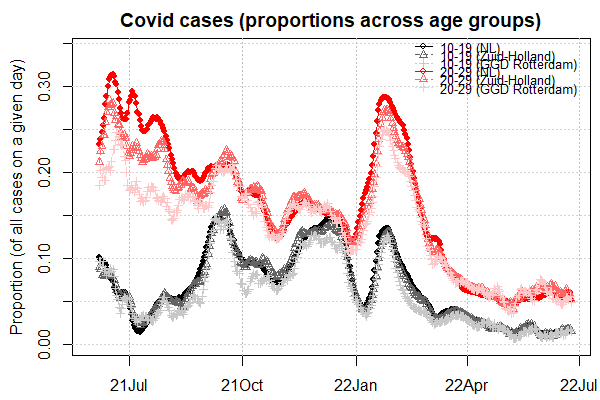 Covid cases (proportions across age groups)
Proportion (of all cases on a given day)
0.30
0.20
0.10
0.00
10-19 (NL)
10-19 (Zuid-Holland)
10-19 (GGD Rotterdam)
20-29 (NL)
20-29 (Zuid-Holland)
20-29 (GGD Rotterdam)
21Jul
21Oct
22Jan
22Apr
22Jul